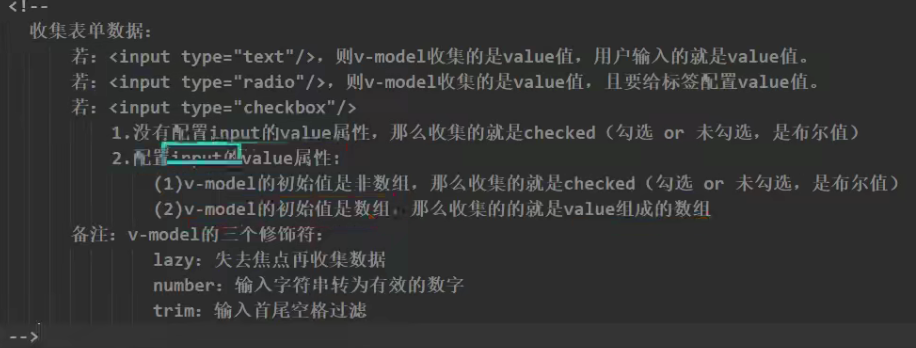 <!--
收集表单数据：
若：<input type="text"/>，则v-model收集的是value值，用户输入的就是value值。
若：<input type="radio"/>，则v-model收集的是value值，且要给标签配置value值。
若：<input type="checkbox"/>
1.没有配置input的value属性，那么收集的就是checked（勾选 or 未勾选，是布尔值）
2.配置input的value属性:
(1)v-model的初始值是非数组，那么收集的就是checked（勾选 or 未勾选，是布尔值）
(2)v-model的初始值是数组，那么收集的的就是value组成的数组
备注：v-model的三个修饰符：
lazy：失去焦点再收集数据
number：输入字符串转为有效的数字
trim：输入首尾空格过滤
-->